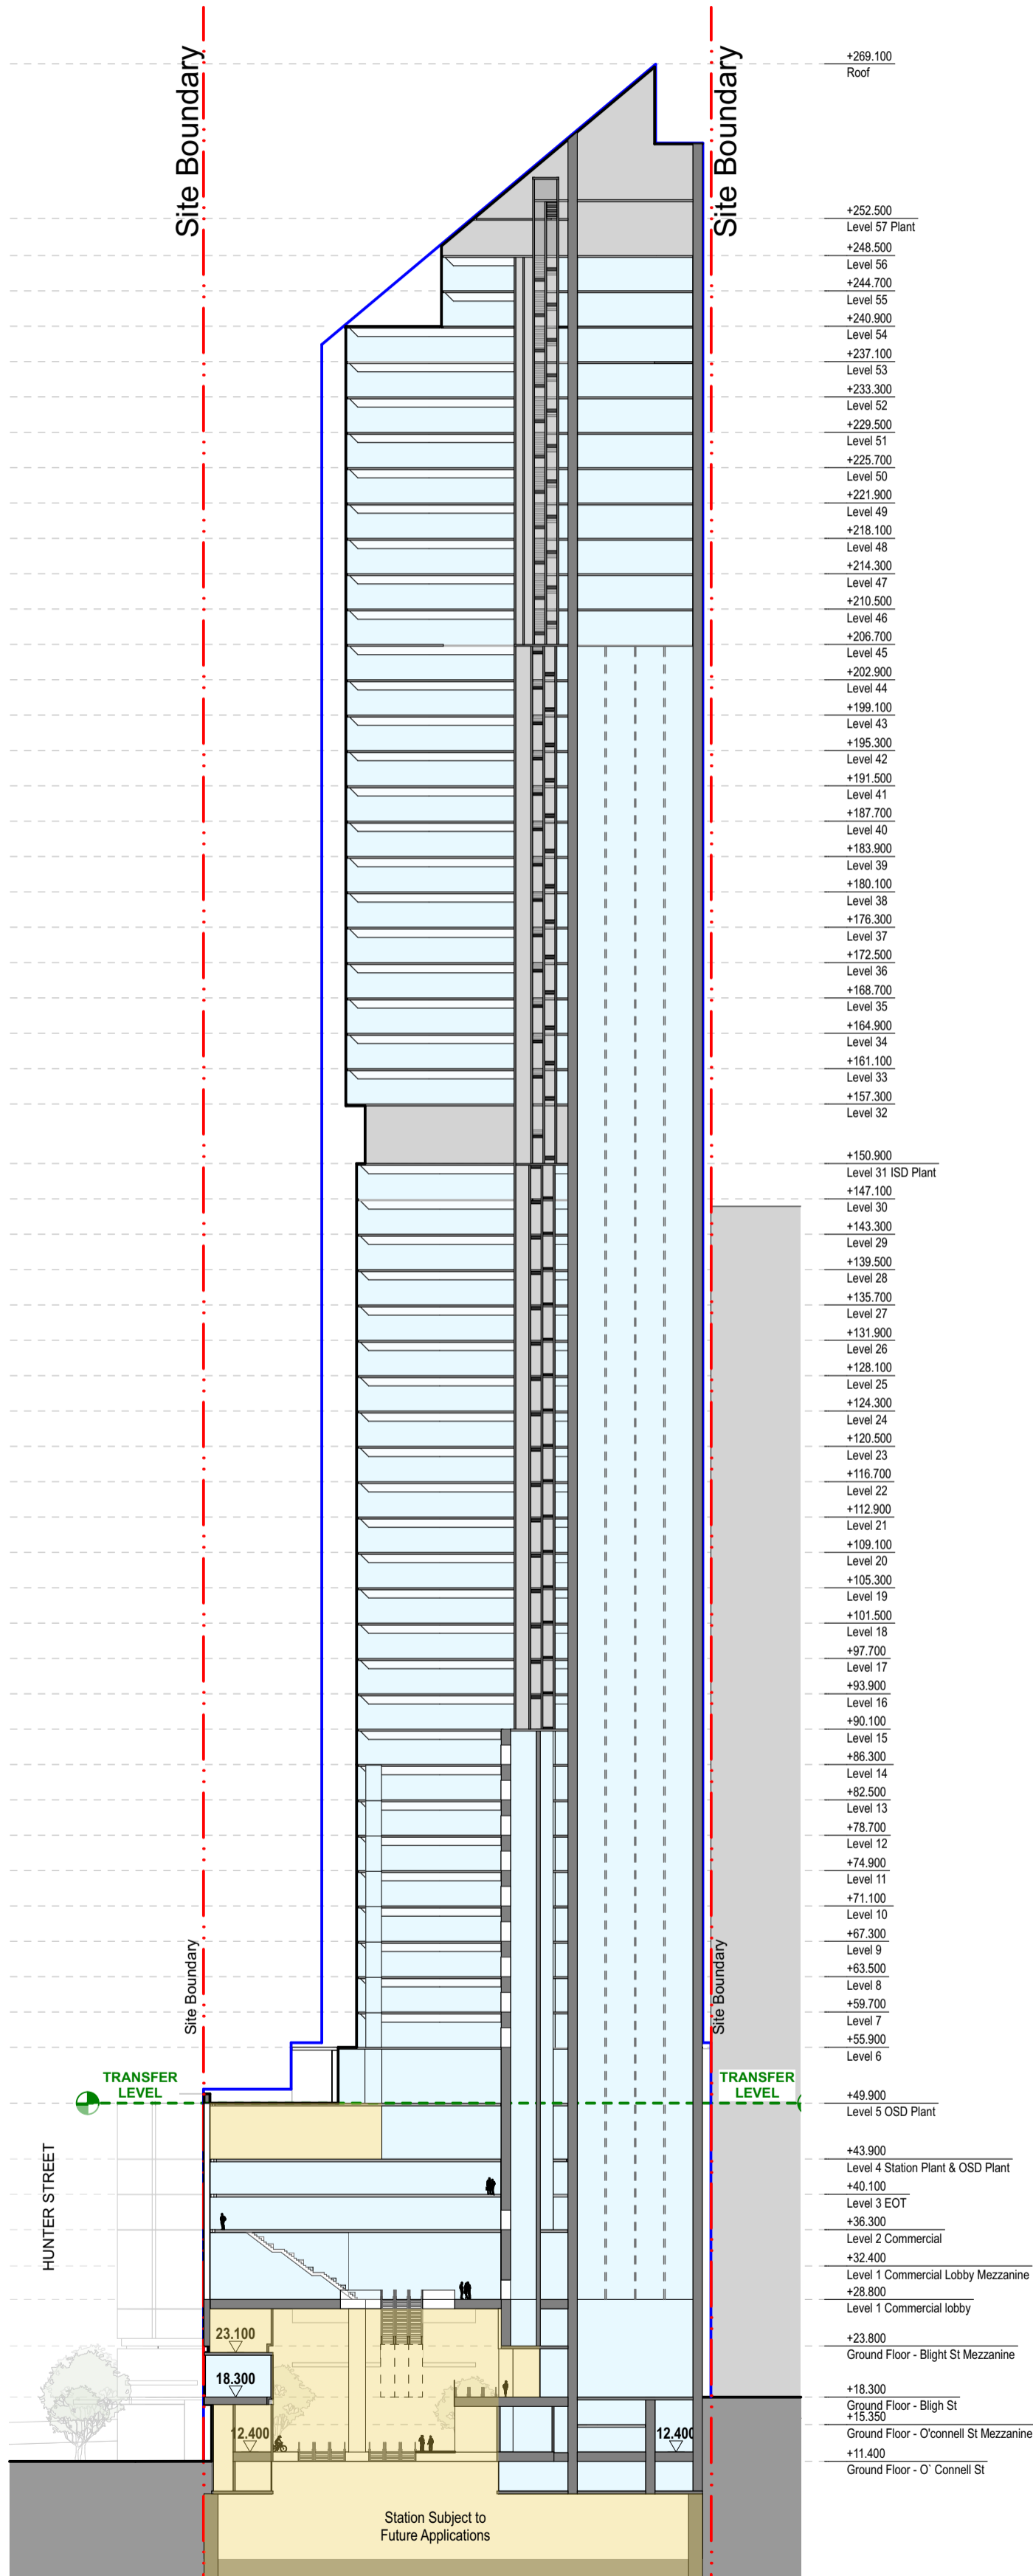 Site Boundary
Site Boundary
+269.100
Roof
+252.500
Level 57 Plant
+248.500
Level 56
+244.700
Level 55
+240.900
Level 54
+237.100
Level 53
+233.300
Level 52
+229.500
Level 51
+225.700
Level 50
+221.900
Level 49
+218.100
Level 48
+214.300
Level 47
+210.500
Level 46
+206.700
Level 45
+202.900
Level 44
+199.100
Level 43
+195.300
Level 42
+191.500
Level 41
+187.700
Level 40
+183.900
Level 39
+180.100
Level 38
+176.300
Level 37
+172.500
Level 36
+168.700
Level 35
+164.900
Level 34
+161.100
Level 33
+157.300
Level 32
+150.900
Level 31 ISD Plant
+147.100
Level 30
+143.300
Level 29
+139.500
Level 28
+135.700
Level 27
+131.900
Level 26
+128.100
Level 25
+124.300
Level 24
+120.500
Level 23
+116.700
Level 22
+112.900
Level 21
+109.100
Level 20
+105.300
Level 19
+101.500
Level 18
+97.700
Level 17
+93.900
Level 16
+90.100
Level 15
+86.300
Level 14
+82.500
Level 13
+78.700
Level 12
+74.900
Level 11
+71.100
Level 10
+67.300
Level 9
+63.500
Level 8
+59.700
Level 7
+55.900
Level 6
Site Boundary
Site Boundary
TRANSFER
LEVEL
TRANSFER
LEVEL
+49.900
Level 5 OSD Plant
+43.900
Level 4 Station Plant & OSD Plant
+40.100
Level 3 EOT
+36.300
Level 2 Commercial
+32.400
Level 1 Commercial Lobby Mezzanine
+28.800
Level 1 Commercial lobby
+23.800
Ground Floor - Blight St Mezzanine
+18.300
Ground Floor - Bligh St
+15.350
Ground Floor - O'connell St Mezzanine
+11.400
Ground Floor - O` Connell St
HUNTER STREET
23.100
18.300
12.400
12.400
Station Subject to
Future Applications